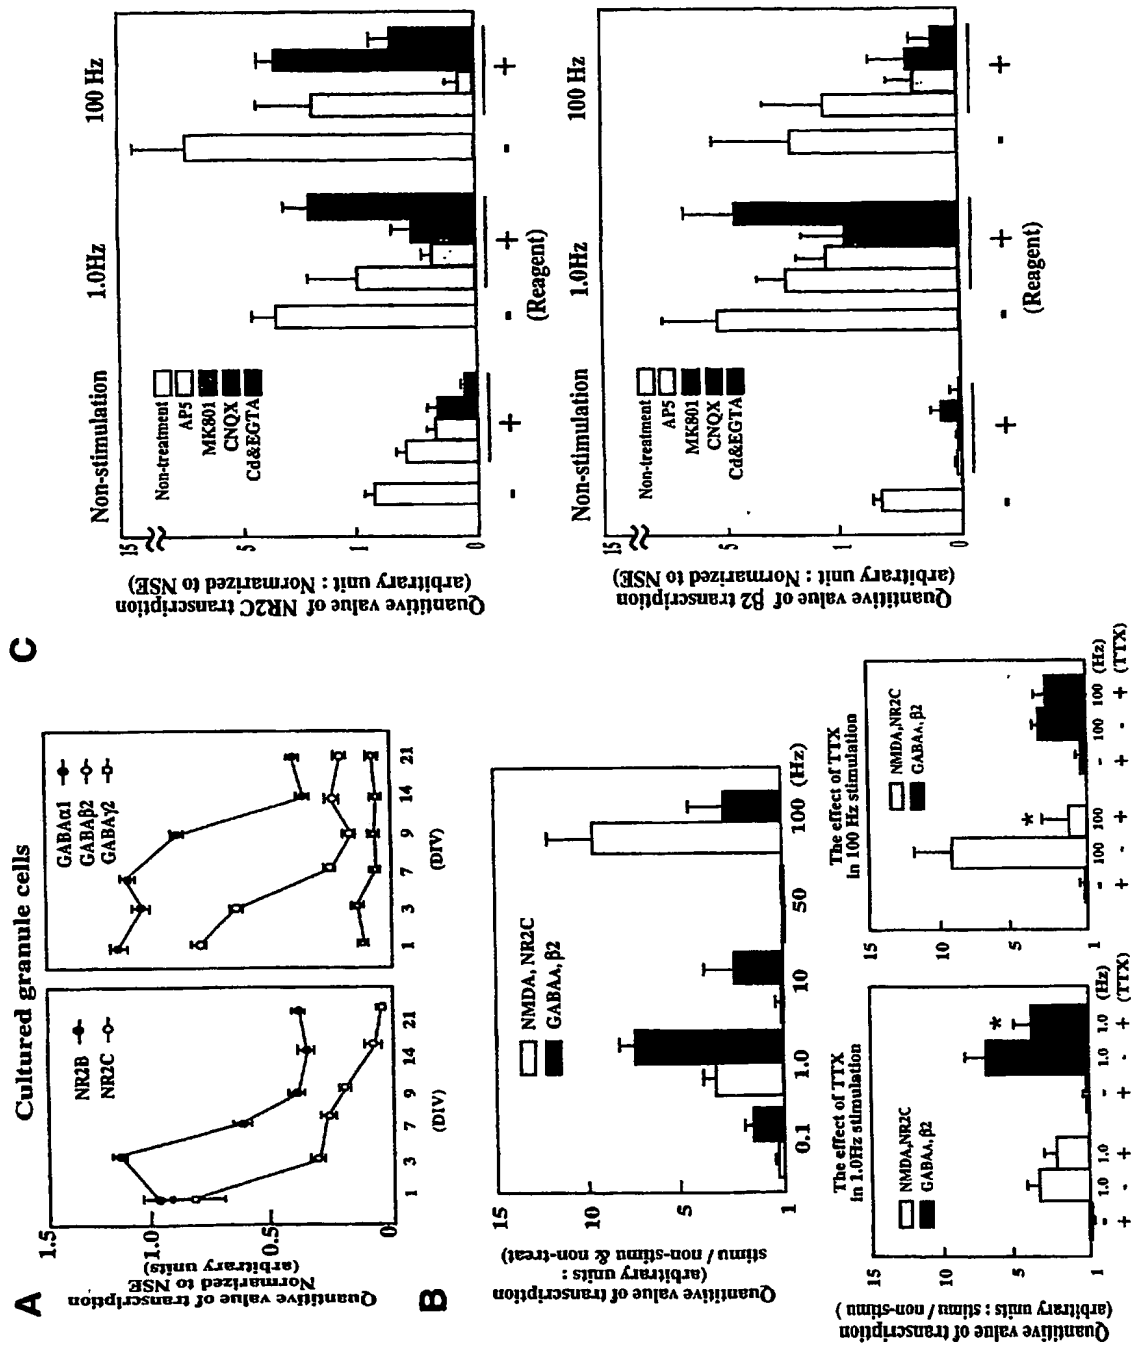 A
Cultured granule cells
Quantitive value of transcription
Normarized to NSE
(arbitrary units)
1.5
1.0
0.5
0
NR2B
NR2C
1 3 7 9 14 21
(DIV)
GABAα1
GABAβ2
GABAγ2
1 3 7 9 14 21
(DIV)
B
Quantitive value of transcription
(arbitrary units :
stimu / non-stimu & non-treat)
15
10
5
1
NMDA, NR2C
GABAA, β2
0.1 1.0 10 50 100 (Hz)
Quantitive value of transcription
(arbitrary units : stimu / non-stimu )
The effect of TTX
in 1.0Hz stimulation
15
10
5
1
NMDA,NR2C
GABAA, β2
*
- 1.0 1.0 - 1.0 1.0 (Hz)
+ - + + - + (TTX)
The effect of TTX
in 100 Hz stimulation
15
10
5
1
NMDA,NR2C
GABAA, β2
*
- 100 100 - 100 100 (Hz)
+ - + + - + (TTX)
C
Quantitive value of NR2C transcription
(arbitrary unit : Normarized to NSE)
15
5
1
0
Non-stimulation 1.0Hz 100 Hz
Non-treatment
AP5
MK801
CNQX
Cd&EGTA
- + - + - +
(Reagent)
Quantitive value of β2 transcription
(arbitrary unit : Normarized to NSE)
15
5
1
0
Non-stimulation 1.0Hz 100 Hz
Non-treatment
AP5
MK801
CNQX
Cd&EGTA
- + - + - +
(Reagent)